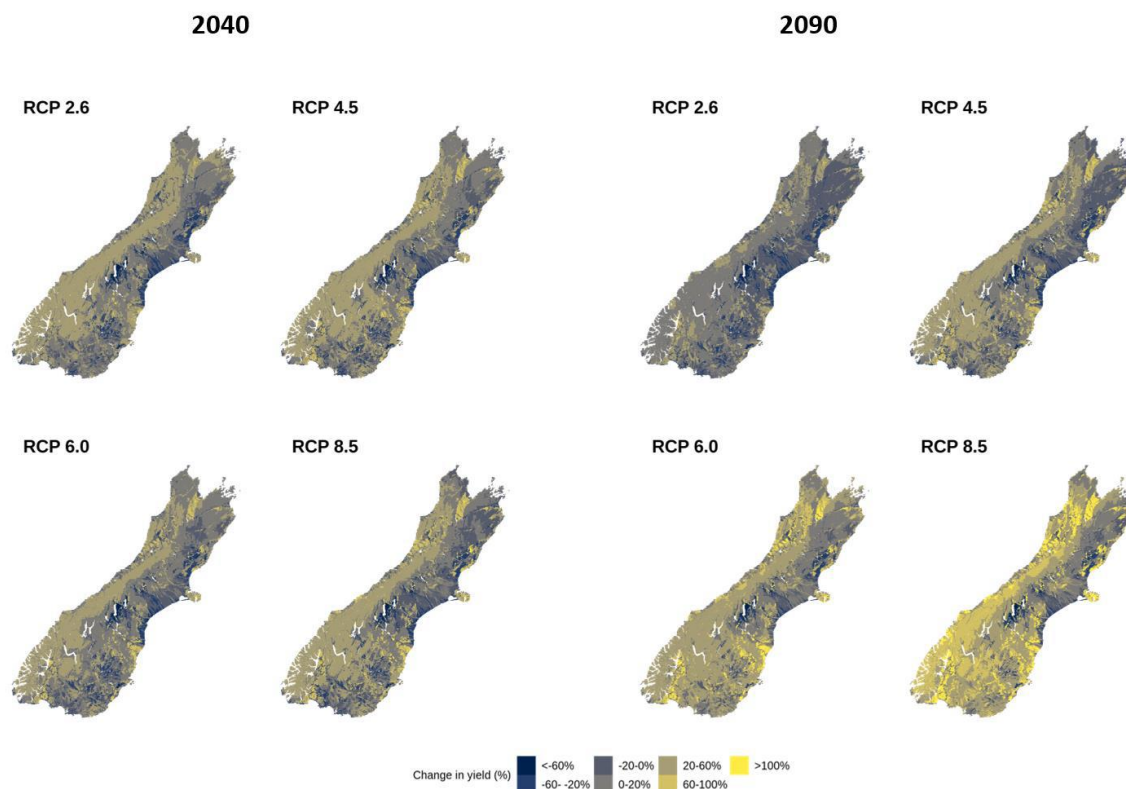 2040 2090
RCP 2.6 RCP 4.5 RCP 2.6 RCP 4.5
RCP 6.0 RCP 8.5 RCP 6.0 RCP 8.5
Change in yield (%)
<-60% -20-0% 20-60% >100%
-60- -20% 0-20% 60-100%